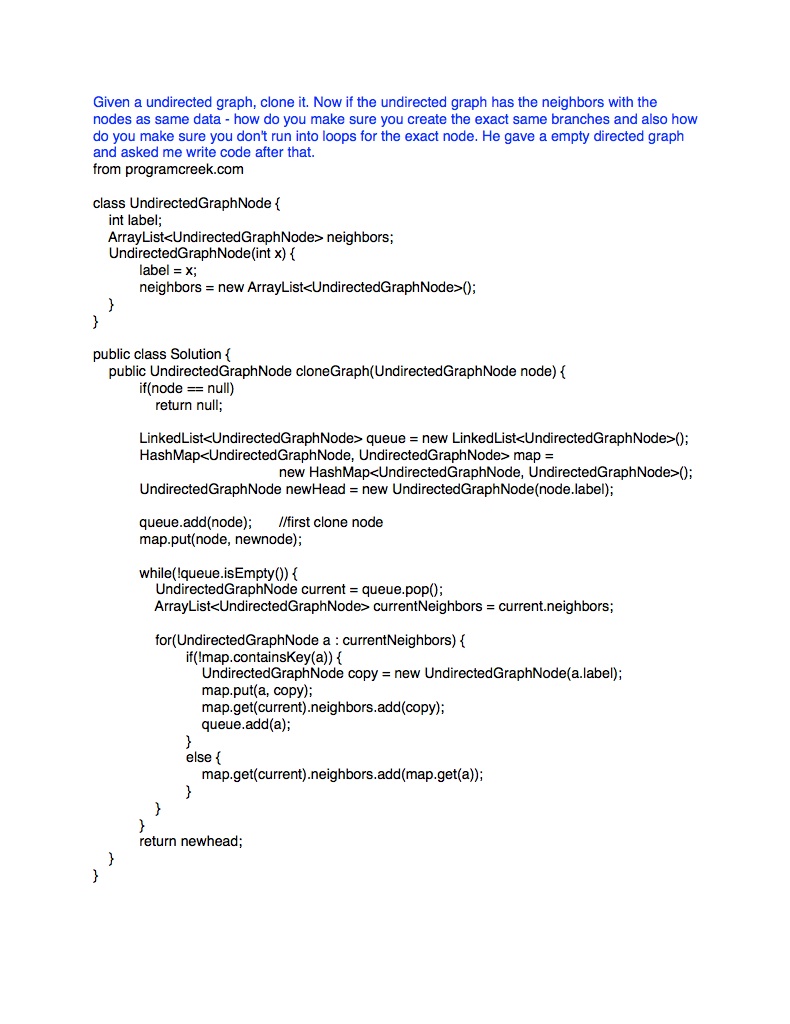 Given a undirected graph, clone it. Now if the undirected graph has the neighbors with the
nodes as same data - how do you make sure you create the exact same branches and also how
do you make sure you don't run into loops for the exact node. He gave a empty directed graph
and asked me write code after that.
from programcreek.com
class UndirectedGraphNode {
int label;
ArrayList<UndirectedGraphNode> neighbors;
UndirectedGraphNode(int x) {
label = x;
neighbors = new ArrayList<UndirectedGraphNode>();
}
}
public class Solution {
public UndirectedGraphNode cloneGraph(UndirectedGraphNode node) {
if(node == null)
return null;
LinkedList<UndirectedGraphNode> queue = new LinkedList<UndirectedGraphNode>();
HashMap<UndirectedGraphNode, UndirectedGraphNode> map =
new HashMap<UndirectedGraphNode, UndirectedGraphNode>();
UndirectedGraphNode newHead = new UndirectedGraphNode(node.label);
queue.add(node); //first clone node
map.put(node, newnode);
while(!queue.isEmpty()) {
UndirectedGraphNode current = queue.pop();
ArrayList<UndirectedGraphNode> currentNeighbors = current.neighbors;
for(UndirectedGraphNode a : currentNeighbors) {
if(!map.containsKey(a)) {
UndirectedGraphNode copy = new UndirectedGraphNode(a.label);
map.put(a, copy);
map.get(current).neighbors.add(copy);
queue.add(a);
}
else {
map.get(current).neighbors.add(map.get(a));
}
}
}
return newhead;
}
}